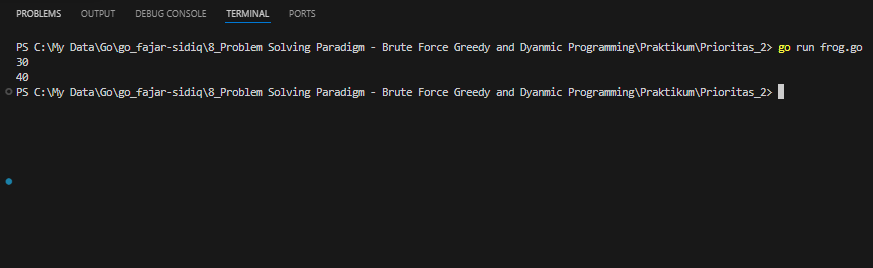 PROBLEMS OUTPUT DEBUG CONSOLE TERMINAL PORTS
PS C:\My Data\Go\go_fajar-sidiq\8_Problem Solving Paradigm - Brute Force Greedy and Dyanmic Programming\Praktikum\Prioritas_2> go run frog.go
30
40
PS C:\My Data\Go\go_fajar-sidiq\8_Problem Solving Paradigm - Brute Force Greedy and Dyanmic Programming\Praktikum\Prioritas_2>